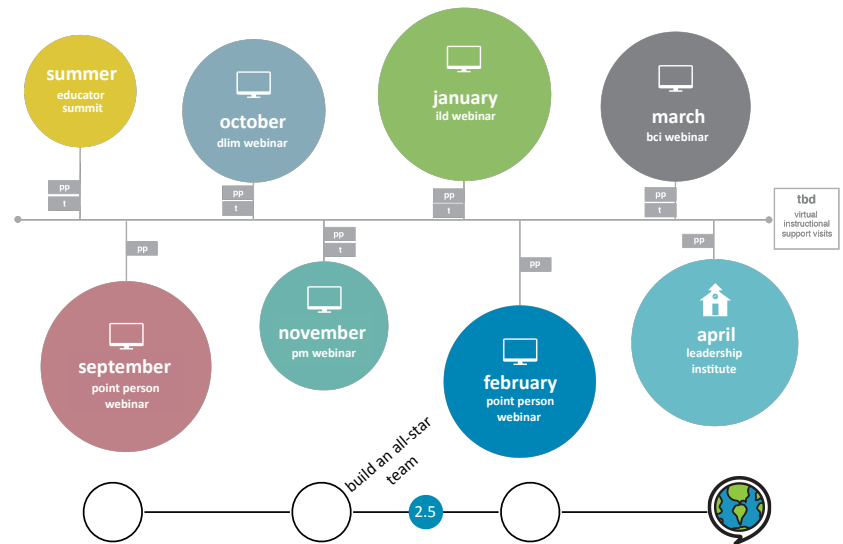 summer
educator
summit
october
dlim webinar
january
ild webinar
march
bci webinar
pp
t
pp
t
pp
t
pp
t
tbd
virtual
instructional
support visits
pp
pp
t
pp
pp
september
point person
webinar
november
pm webinar
february
point person
webinar
april
leadership
institute
build an all-star
team
2.5